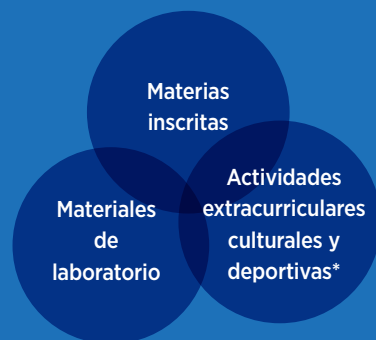 Materias
inscritas
Materiales
de
laboratorio
Actividades
extracurriculares
culturales y
deportivas*